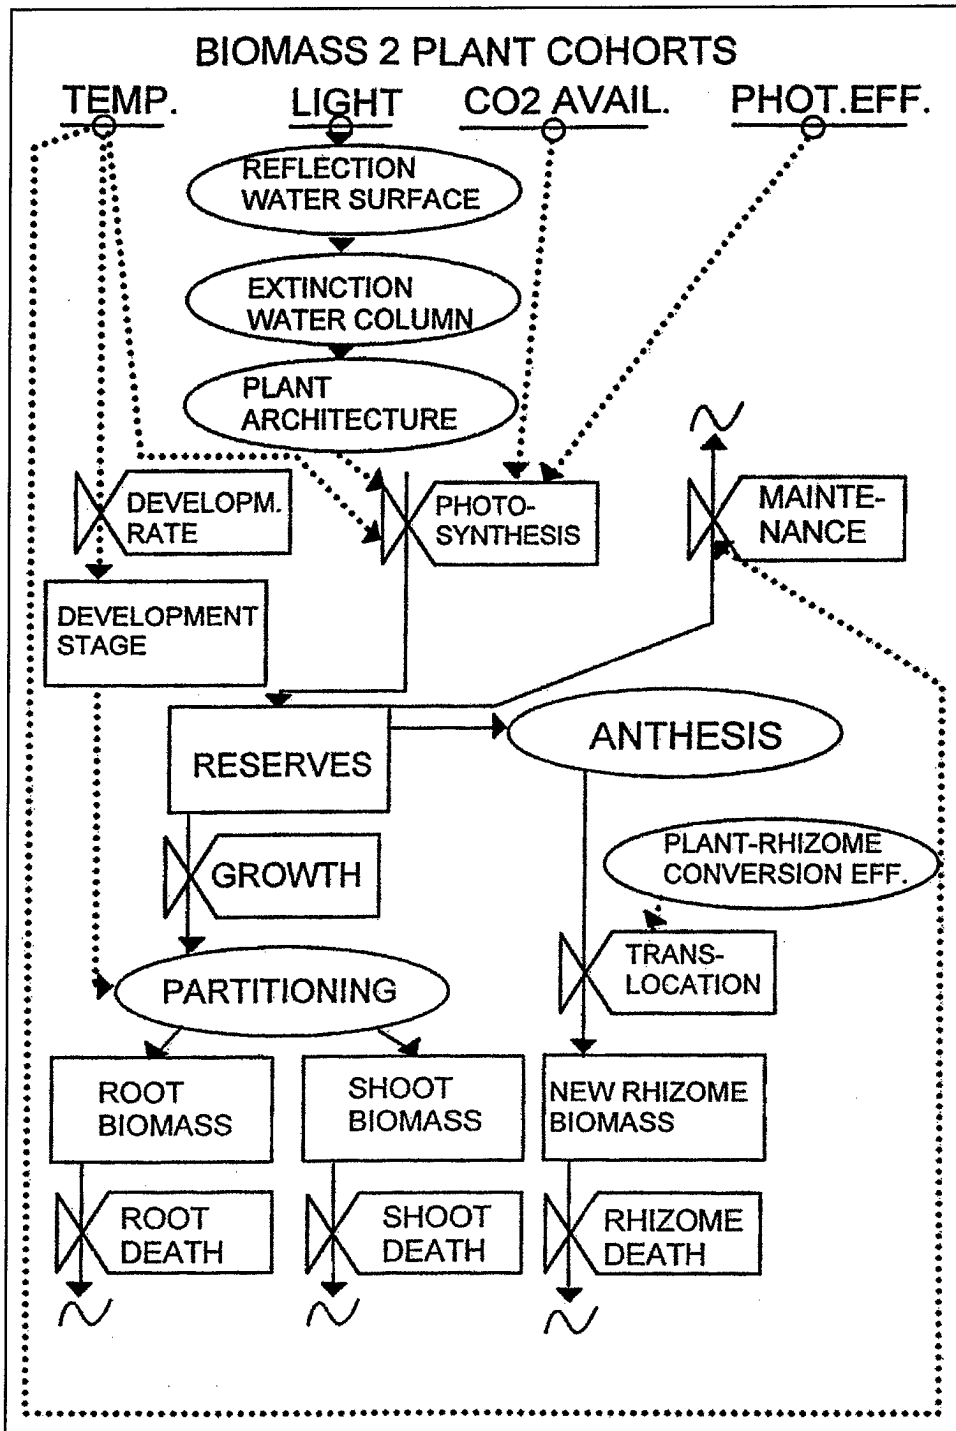 BIOMASS 2 PLANT COHORTS
TEMP. LIGHT CO2 AVAIL. PHOT.EFF.
REFLECTION
WATER SURFACE
EXTINCTION
WATER COLUMN
PLANT
ARCHITECTURE
DEVELOPM.
RATE
PHOTO-
SYNTHESIS
MAINTE-
NANCE
DEVELOPMENT
STAGE
RESERVES
ANTHESIS
GROWTH
PLANT-RHIZOME
CONVERSION EFF.
PARTITIONING
TRANS-
LOCATION
ROOT
BIOMASS
SHOOT
BIOMASS
NEW RHIZOME
BIOMASS
ROOT
DEATH
SHOOT
DEATH
RHIZOME
DEATH